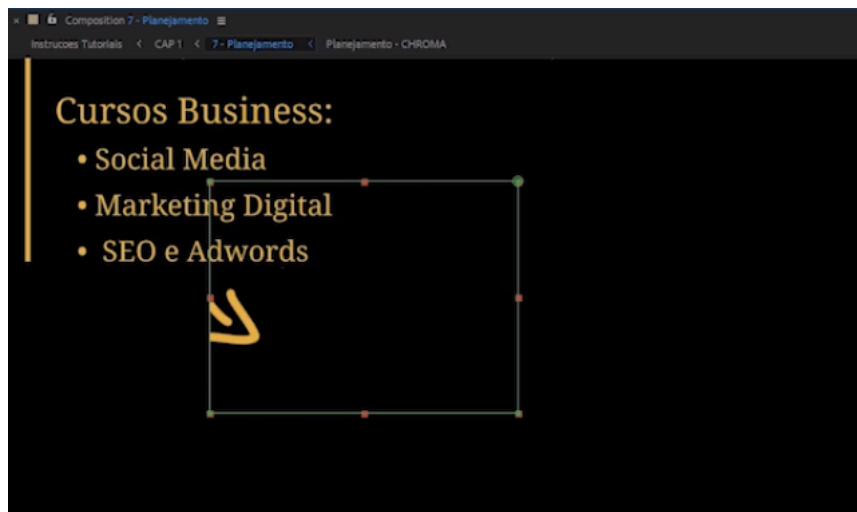 × Composition 7 - Planejamento ≡
Instrucoes Tutoriais < CAP 1 < 7 - Planejamento < Planejamento - CHROMA
Cursos Business:
• Social Media
• Marketing Digital
• SEO e Adwords